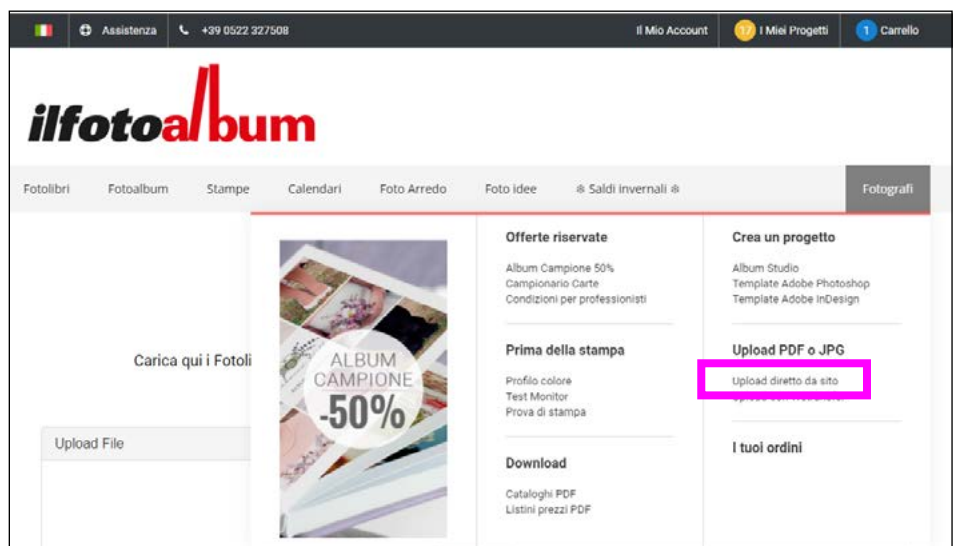 Assistenza
+39 0522 327508
Il Mio Account
17 I Miei Progetti
1 Carrello
ilfotoalbum
Fotolibri Fotoalbum Stampe Calendari Foto Arredo Foto idee ❄ Saldi invernali ❄ Fotografi
Carica qui i Fotoli
Upload File
ALBUM
CAMPIONE
-50%
Offerte riservate
Album Campione 50%
Campionario Carte
Condizioni per professionisti
Prima della stampa
Profilo colore
Test Monitor
Prova di stampa
Download
Cataloghi PDF
Listini prezzi PDF
Crea un progetto
Album Studio
Template Adobe Photoshop
Template Adobe InDesign
Upload PDF o JPG
Upload diretto da sito
I tuoi ordini